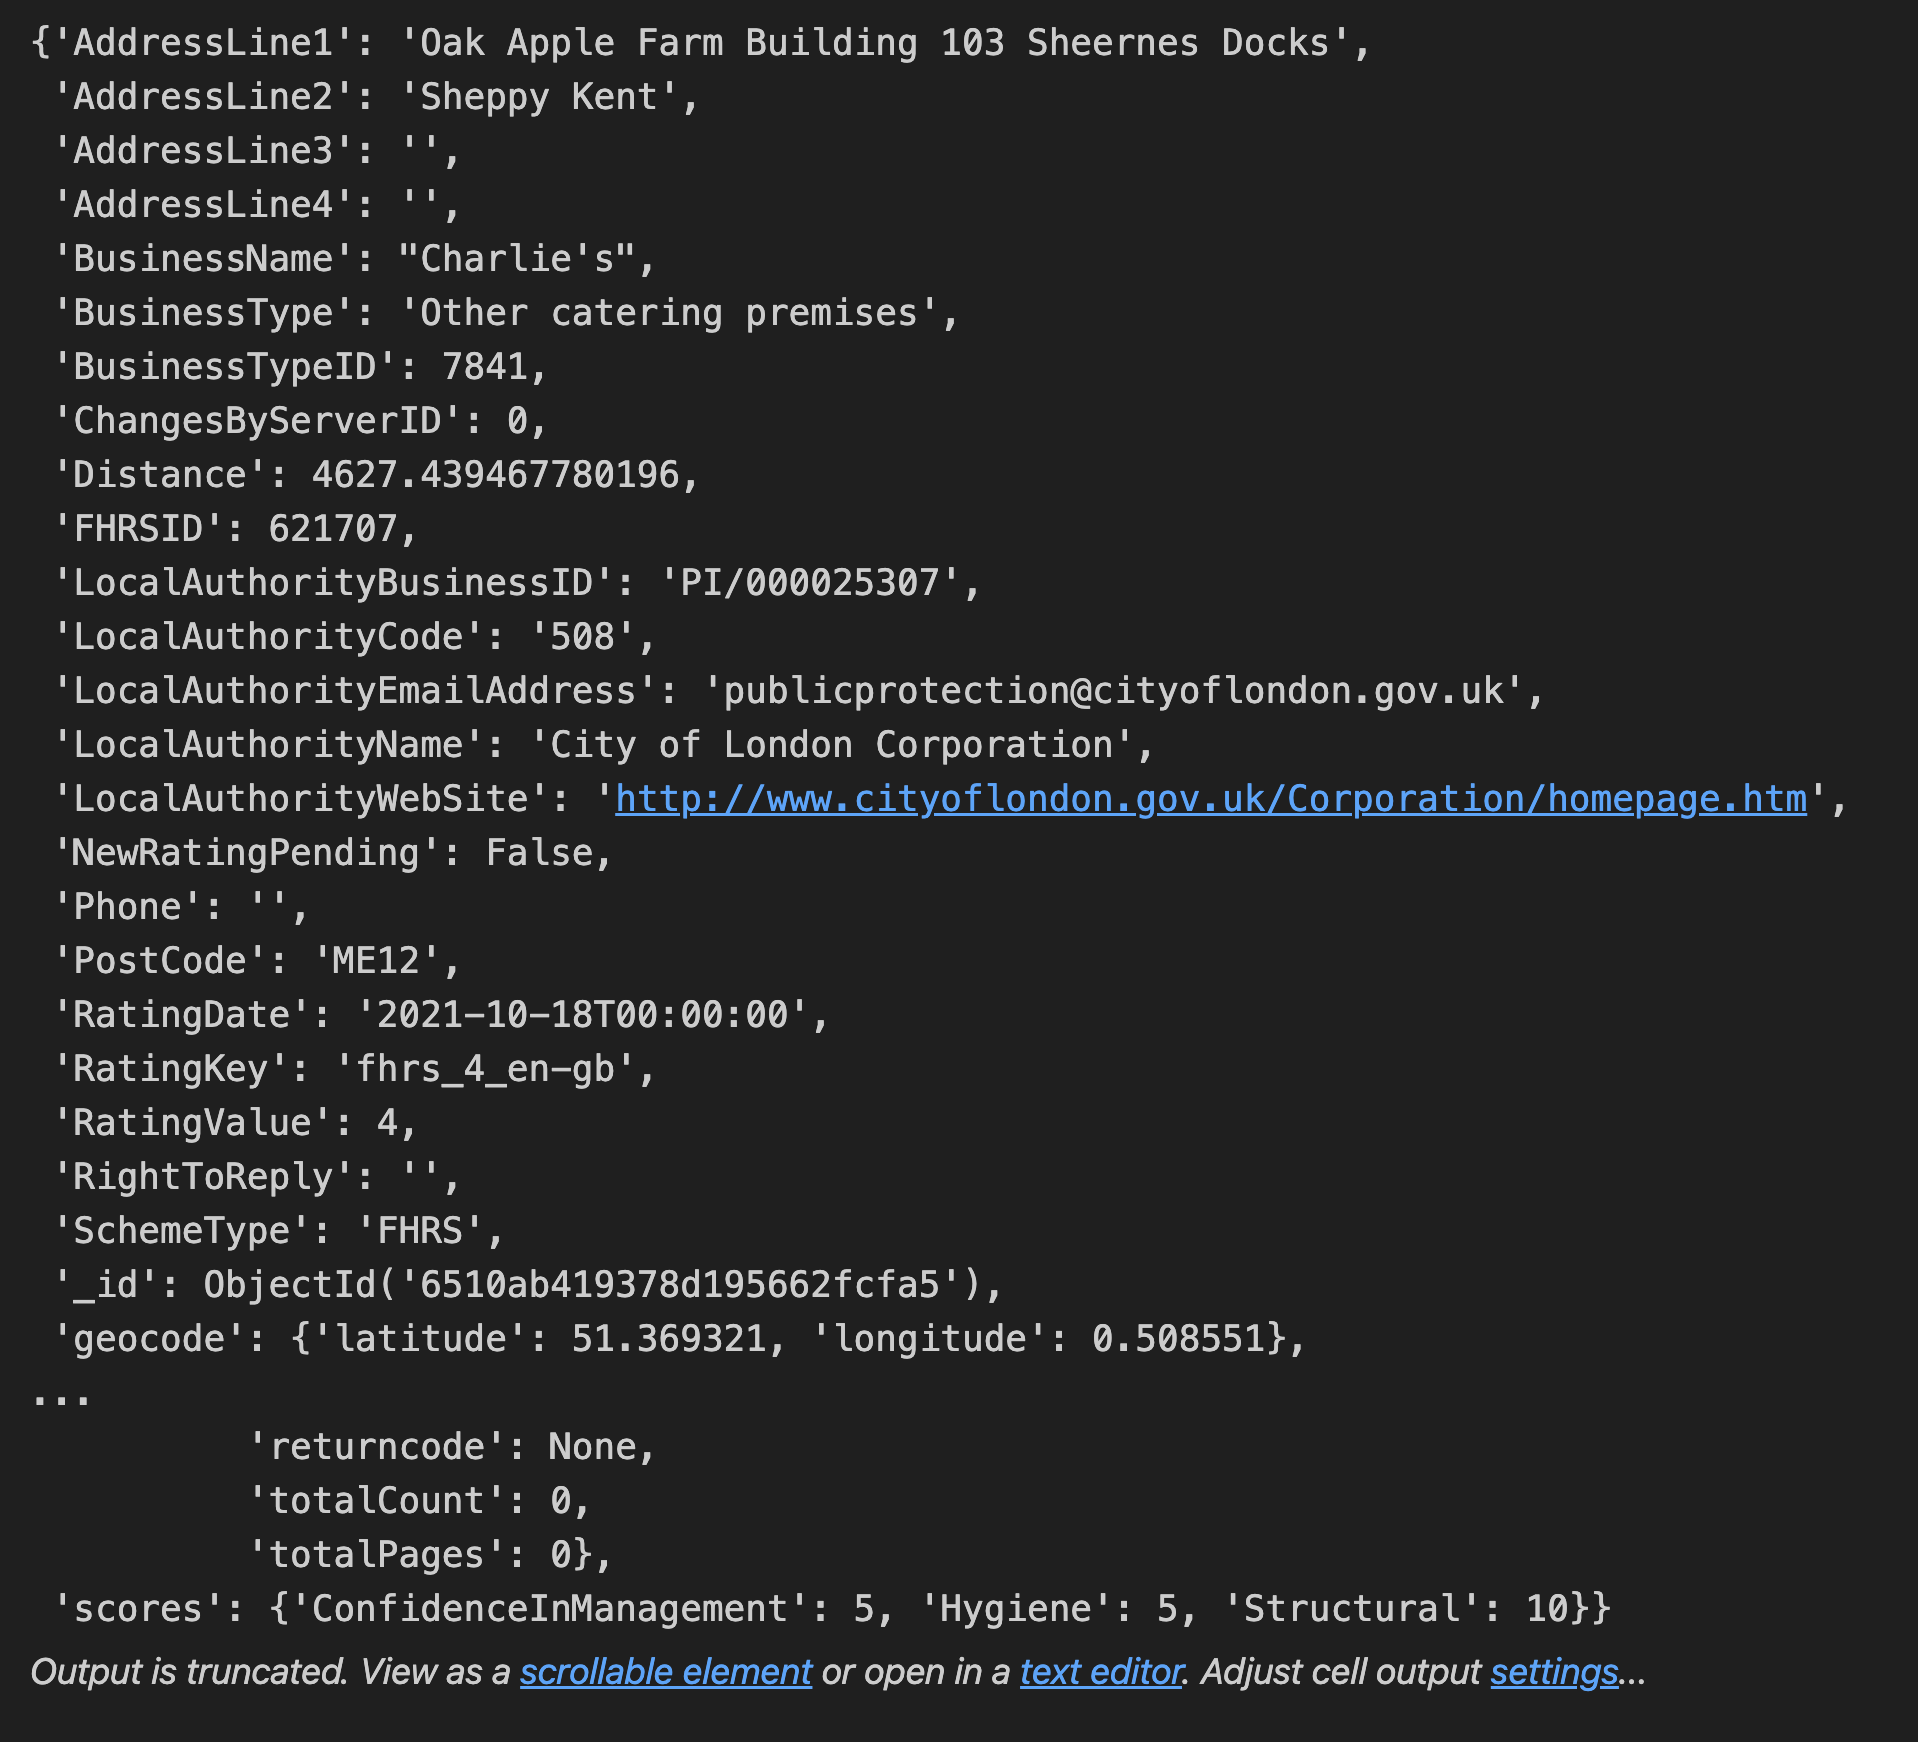 {'AddressLine1': 'Oak Apple Farm Building 103 Sheernes Docks',
 'AddressLine2': 'Sheppy Kent',
 'AddressLine3': '',
 'AddressLine4': '',
 'BusinessName': "Charlie's",
 'BusinessType': 'Other catering premises',
 'BusinessTypeID': 7841,
 'ChangesByServerID': 0,
 'Distance': 4627.439467780196,
 'FHRSID': 621707,
 'LocalAuthorityBusinessID': 'PI/000025307',
 'LocalAuthorityCode': '508',
 'LocalAuthorityEmailAddress': 'publicprotection@cityoflondon.gov.uk',
 'LocalAuthorityName': 'City of London Corporation',
 'LocalAuthorityWebSite': 'http://www.cityoflondon.gov.uk/Corporation/homepage.htm',
 'NewRatingPending': False,
 'Phone': '',
 'PostCode': 'ME12',
 'RatingDate': '2021-10-18T00:00:00',
 'RatingKey': 'fhrs_4_en-gb',
 'RatingValue': 4,
 'RightToReply': '',
 'SchemeType': 'FHRS',
 '_id': ObjectId('6510ab419378d195662fcfa5'),
 'geocode': {'latitude': 51.369321, 'longitude': 0.508551},
...
          'returncode': None,
          'totalCount': 0,
          'totalPages': 0},
 'scores': {'ConfidenceInManagement': 5, 'Hygiene': 5, 'Structural': 10}}
Output is truncated. View as a scrollable element or open in a text editor. Adjust cell output settings...